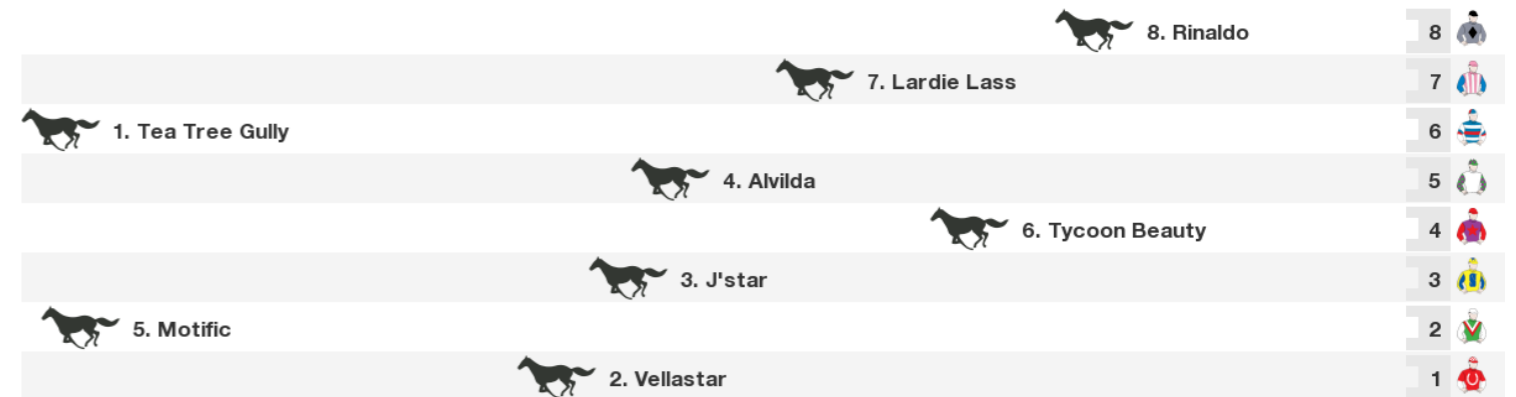 8. Rinaldo 8
7. Lardie Lass 7
1. Tea Tree Gully 6
4. Alvilda 5
6. Tycoon Beauty 4
3. J'star 3
5. Motific 2
2. Vellastar 1